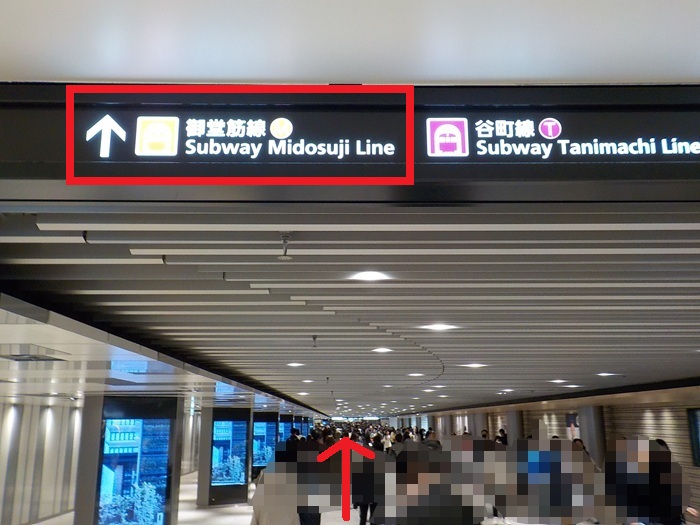 御堂筋線
Subway Midosuji Line
谷町線 T
Subway Tanimachi Line